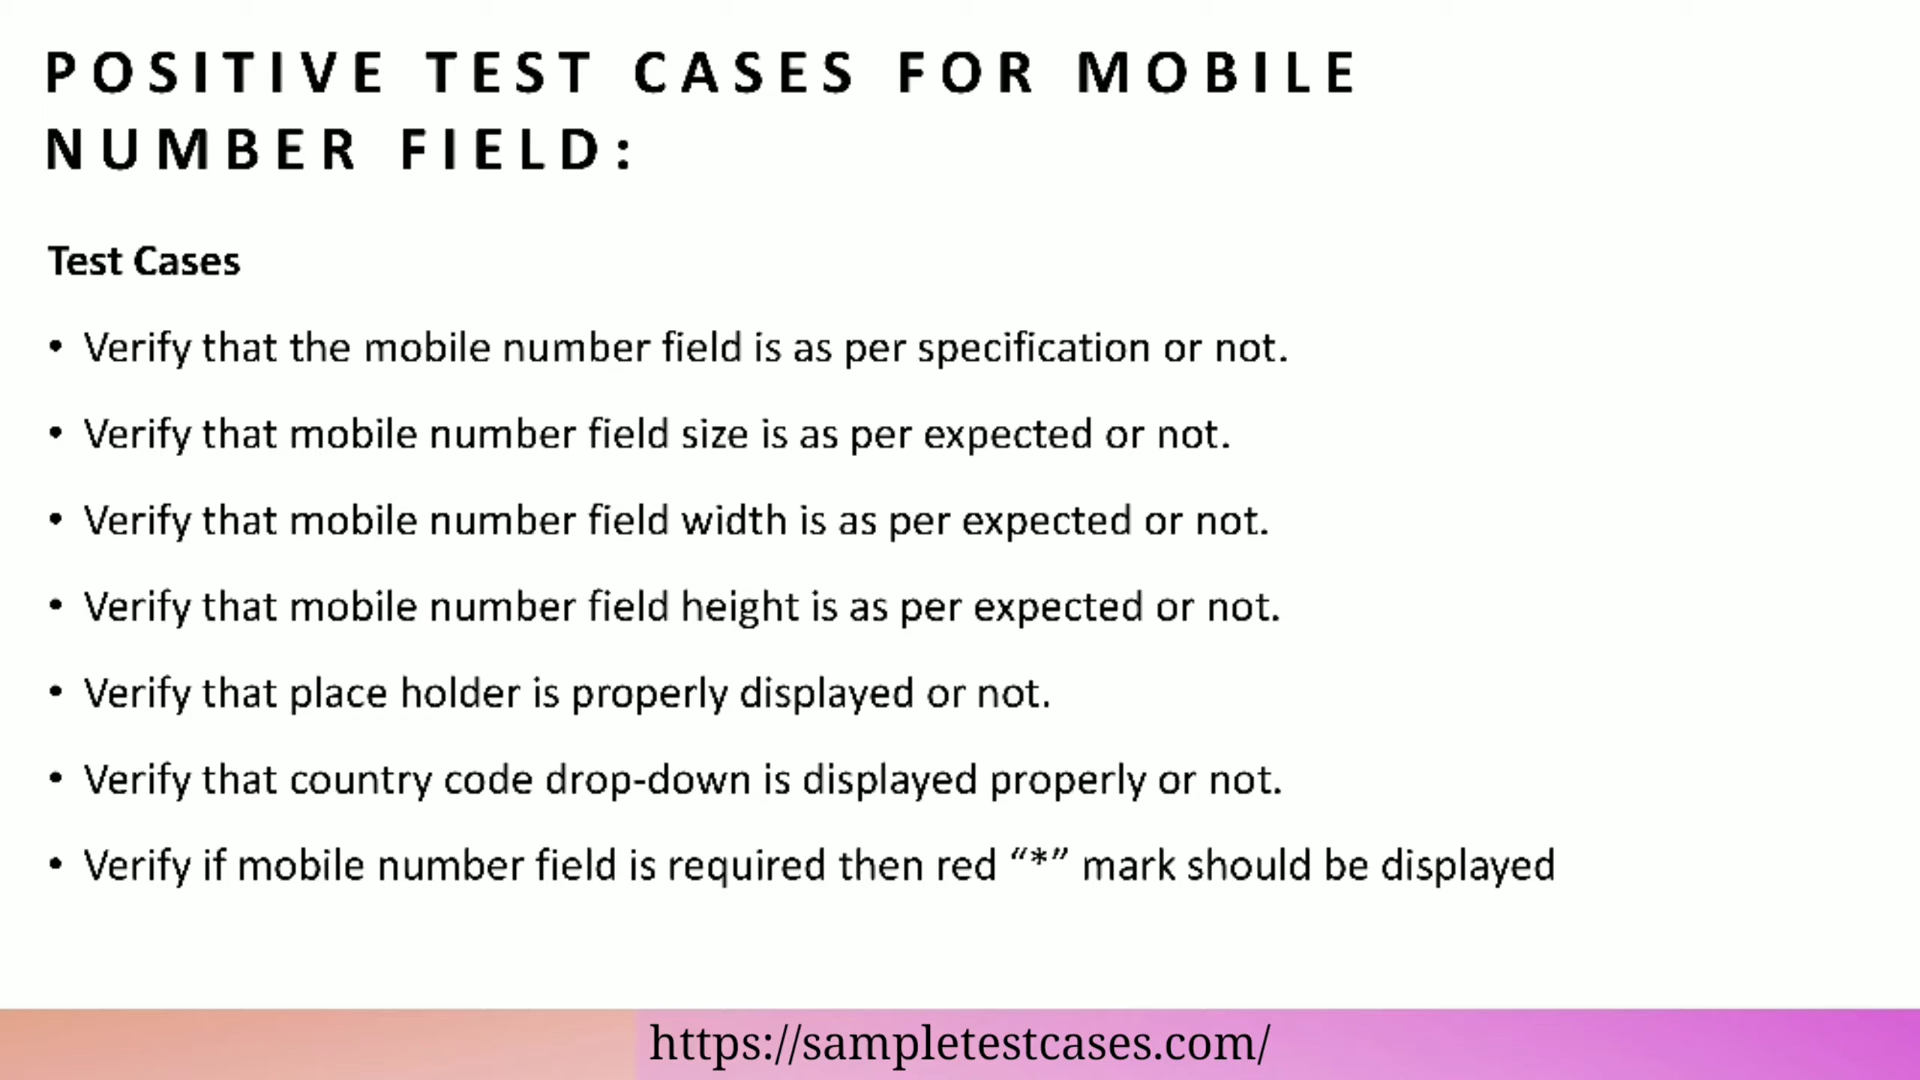 POSITIVE TEST CASES FOR MOBILE
NUMBER FIELD:
Test Cases
• Verify that the mobile number field is as per specification or not.
• Verify that mobile number field size is as per expected or not.
• Verify that mobile number field width is as per expected or not.
• Verify that mobile number field height is as per expected or not.
• Verify that place holder is properly displayed or not.
• Verify that country code drop-down is displayed properly or not.
• Verify if mobile number field is required then red “*” mark should be displayed
https://sampletestcases.com/